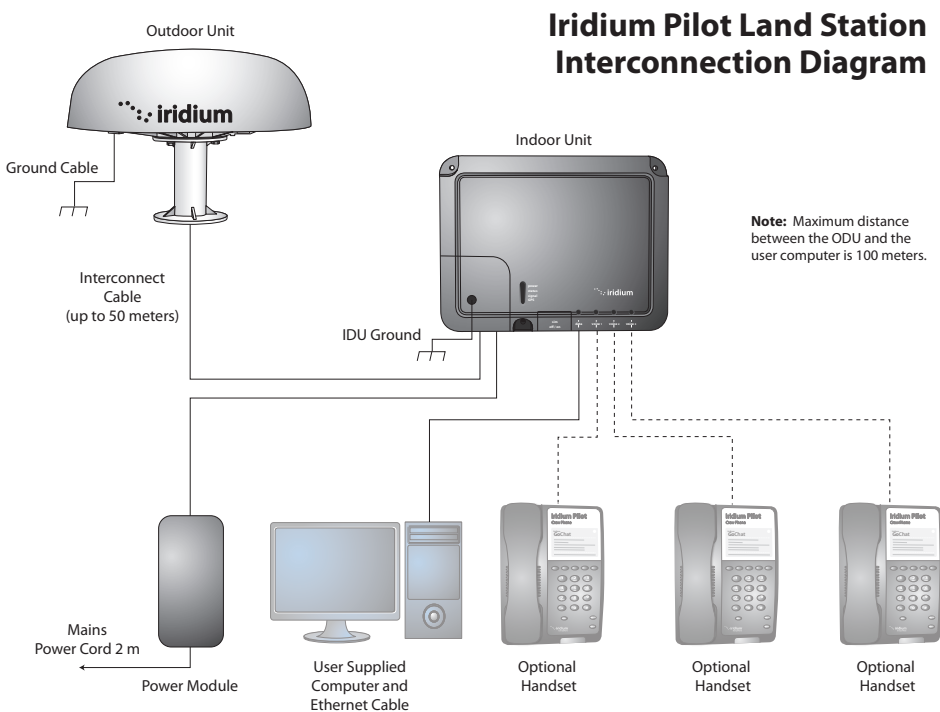 Iridium Pilot Land Station
Interconnection Diagram
Outdoor Unit
iridium
Ground Cable
Indoor Unit
Note: Maximum distance
between the ODU and the
user computer is 100 meters.
iridium
Interconnect
Cable
(up to 50 meters)
IDU Ground
Iridium Pilot
GoChat
Iridium Pilot
GoChat
Iridium Pilot
GoChat
Mains
Power Cord 2 m
Power Module
User Supplied
Computer and
Ethernet Cable
Optional
Handset
Optional
Handset
Optional
Handset